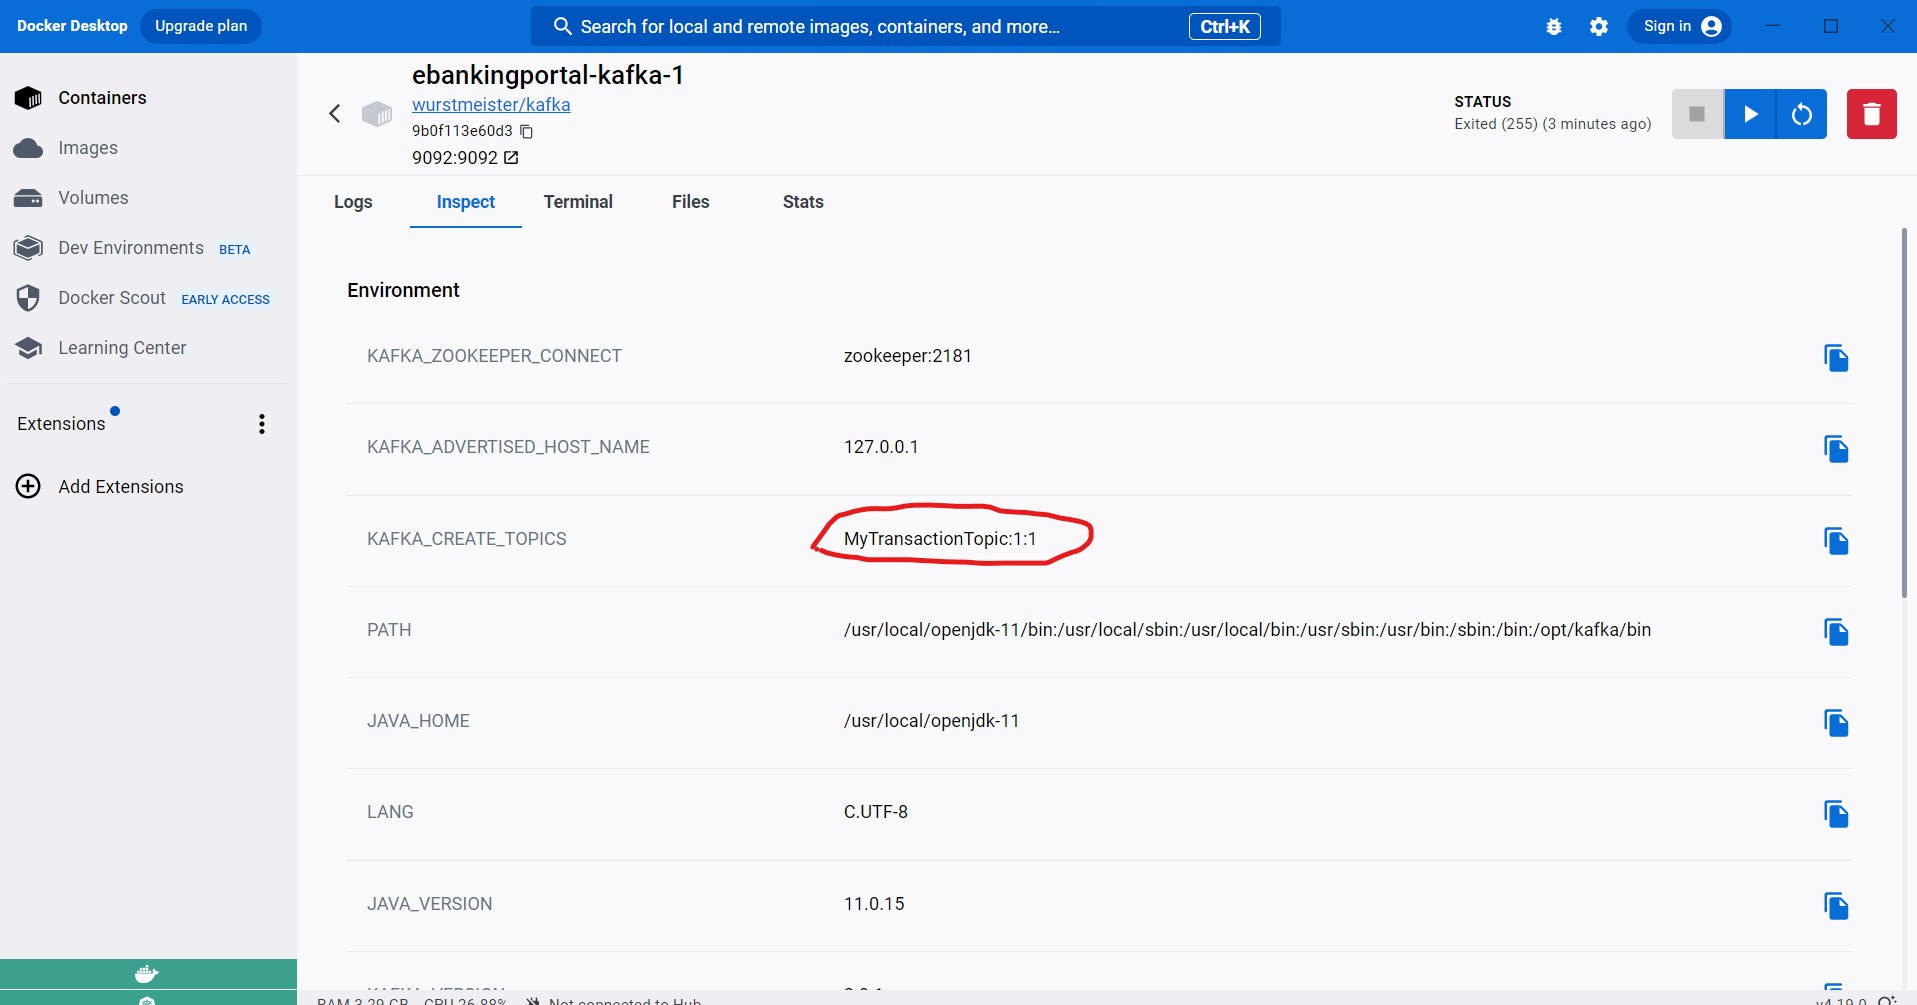 Docker Desktop
Upgrade plan
Search for local and remote images, containers, and more...
Ctrl+K
Sign in
Containers
Images
Volumes
Dev Environments BETA
Docker Scout EARLY ACCESS
Learning Center
Extensions
Add Extensions
ebankingportal-kafka-1
wurstmeister/kafka
9b0f113e60d3
9092:9092
STATUS
Exited (255) (3 minutes ago)
Logs Inspect Terminal Files Stats
Environment
KAFKA_ZOOKEEPER_CONNECT zookeeper:2181
KAFKA_ADVERTISED_HOST_NAME 127.0.0.1
KAFKA_CREATE_TOPICS MyTransactionTopic:1:1
PATH /usr/local/openjdk-11/bin:/usr/local/sbin:/usr/local/bin:/usr/sbin:/usr/bin:/sbin:/bin:/opt/kafka/bin
JAVA_HOME /usr/local/openjdk-11
LANG C.UTF-8
JAVA_VERSION 11.0.15
KAFKA_VERSION
RAM 3.29 GB CPU 26.88% Not connected to Hub
v4.19.0